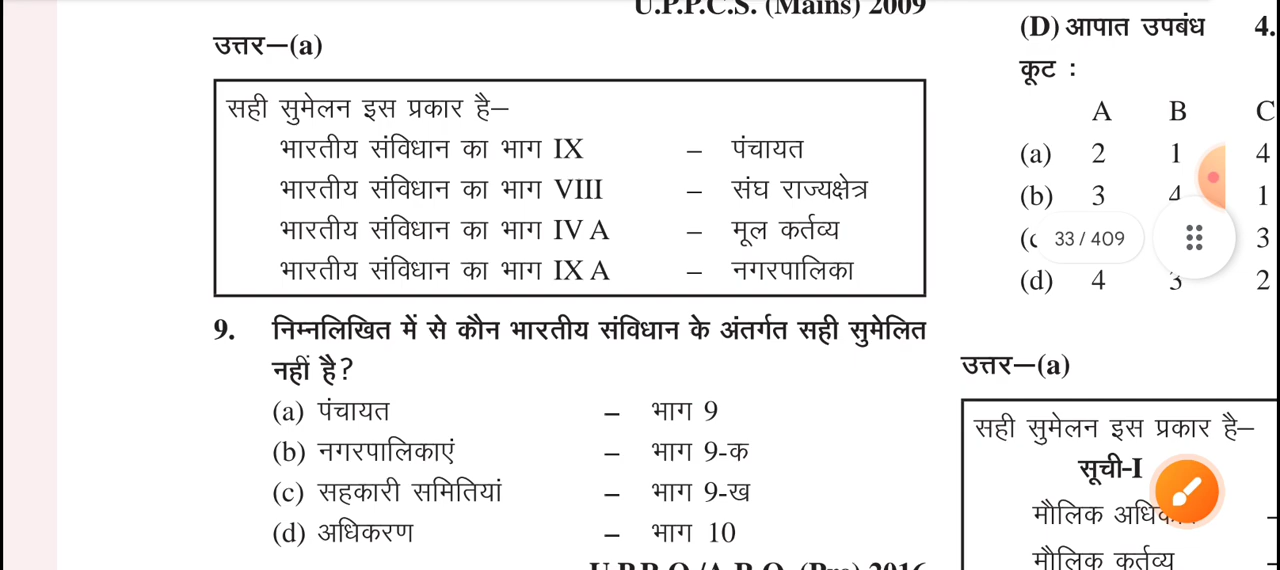 U.P.P.C.S. (Mains) 2009
उत्तर—(a)
सही सुमेलन इस प्रकार है—
भारतीय संविधान का भाग IX – पंचायत
भारतीय संविधान का भाग VIII – संघ राज्यक्षेत्र
भारतीय संविधान का भाग IV A – मूल कर्तव्य
भारतीय संविधान का भाग IX A – नगरपालिका
9. निम्नलिखित में से कौन भारतीय संविधान के अंतर्गत सही सुमेलित
नहीं है?
(a) पंचायत – भाग 9
(b) नगरपालिकाएं – भाग 9-क
(c) सहकारी समितियां – भाग 9-ख
(d) अधिकरण – भाग 10
(D) आपात उपबंध 4.
कूट :
A B C
(a) 2 1 4
(b) 3 4 1
33 / 409 3
(d) 4 3 2
उत्तर—(a)
सही सुमेलन इस प्रकार है—
सूची-I
मौलिक
मौलिक कर्तव्य